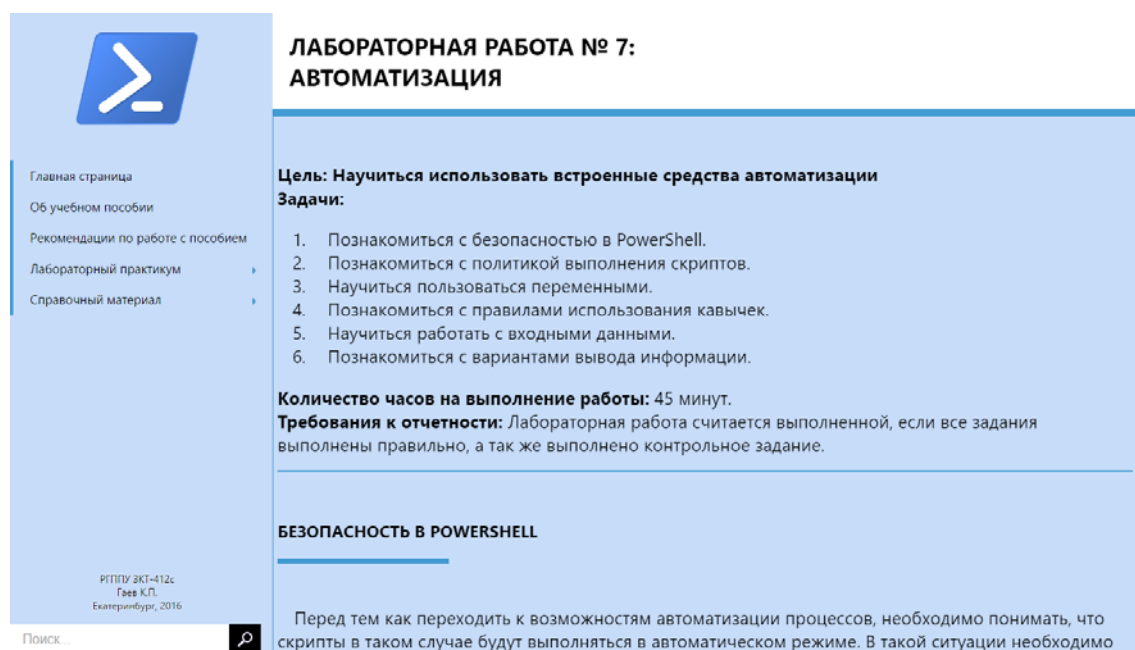 ЛАБОРАТОРНАЯ РАБОТА № 7:
АВТОМАТИЗАЦИЯ
Главная страница
Об учебном пособии
Рекомендации по работе с пособием
Лабораторный практикум
Справочный материал
РГППУ ЗКТ-412с
Гаев К.П.
Екатеринбург, 2016
Поиск...
Цель: Научиться использовать встроенные средства автоматизации
Задачи:
1. Познакомиться с безопасностью в PowerShell.
2. Познакомиться с политикой выполнения скриптов.
3. Научиться пользоваться переменными.
4. Познакомиться с правилами использования кавычек.
5. Научиться работать с входными данными.
6. Познакомиться с вариантами вывода информации.
Количество часов на выполнение работы: 45 минут.
Требования к отчетности: Лабораторная работа считается выполненной, если все задания
выполнены правильно, а так же выполнено контрольное задание.
БЕЗОПАСНОСТЬ В POWERSHELL
Перед тем как переходить к возможностям автоматизации процессов, необходимо понимать, что
скрипты в таком случае будут выполняться в автоматическом режиме. В такой ситуации необходимо